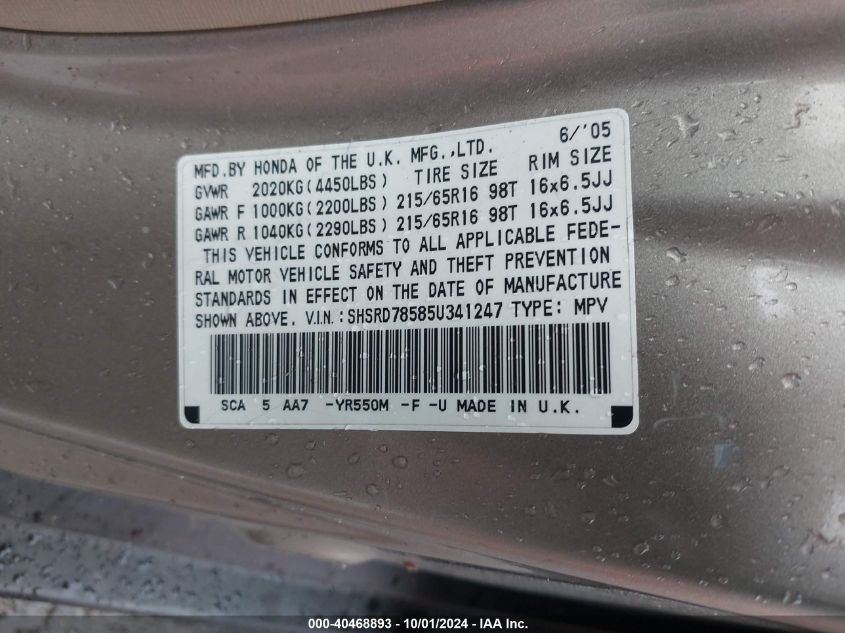 6/'05
MFD.BY HONDA OF THE U.K. MFG.,LTD.
GVWR 2020KG(4450LBS) TIRE SIZE RIM SIZE
GAWR F 1000KG(2200LBS) 215/65R16 98T 16x6.5JJ
GAWR R 1040KG(2290LBS) 215/65R16 98T 16x6.5JJ
THIS VEHICLE CONFORMS TO ALL APPLICABLE FEDE-
RAL MOTOR VEHICLE SAFETY AND THEFT PREVENTION
STANDARDS IN EFFECT ON THE DATE OF MANUFACTURE
SHOWN ABOVE. V.I.N.:SHSRD78585U341247 TYPE: MPV
SCA 5 AA7 -YR550M -F -U MADE IN U.K.
000-40468893 - 10/01/2024 - IAA Inc.